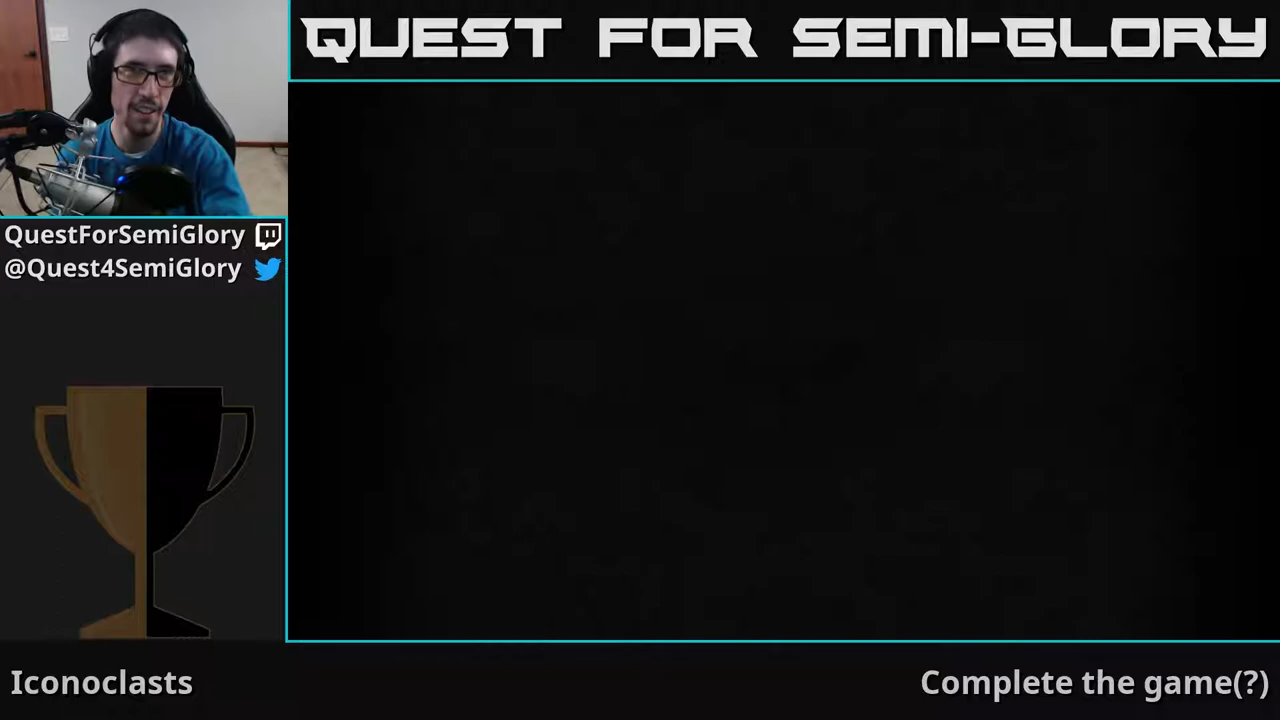 QUEST FOR SEMI-GLORY
QuestForSemiGlory
@Quest4SemiGlory
Iconoclasts
Complete the game(?)